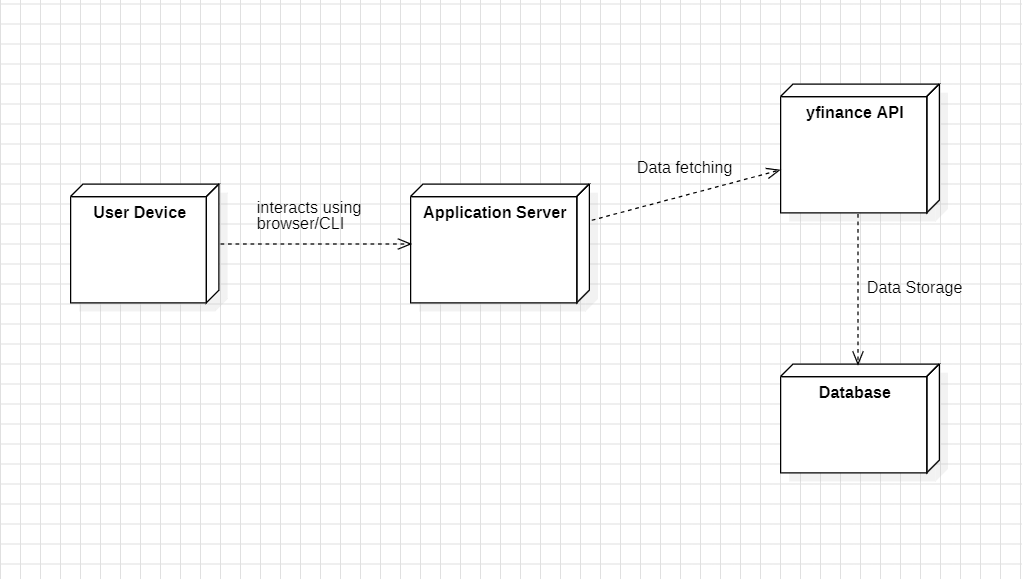 User Device
interacts using
browser/CLI
Application Server
Data fetching
yfinance API
Data Storage
Database